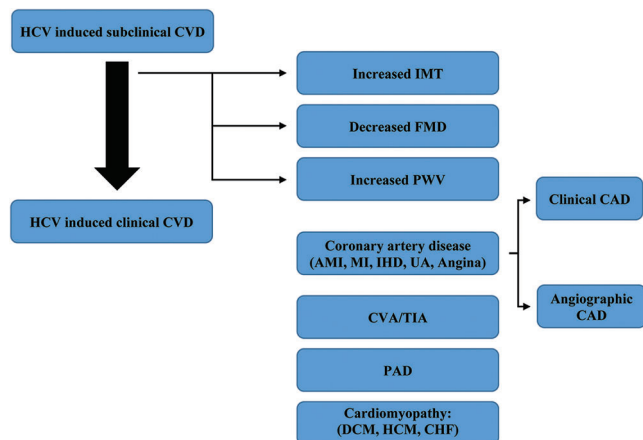 HCV induced subclinical CVD
Increased IMT
Decreased FMD
Increased PWV
HCV induced clinical CVD
Coronary artery disease
(AMI, MI, IHD, UA, Angina)
Clinical CAD
Angiographic
CAD
CVA/TIA
PAD
Cardiomyopathy:
(DCM, HCM, CHF)